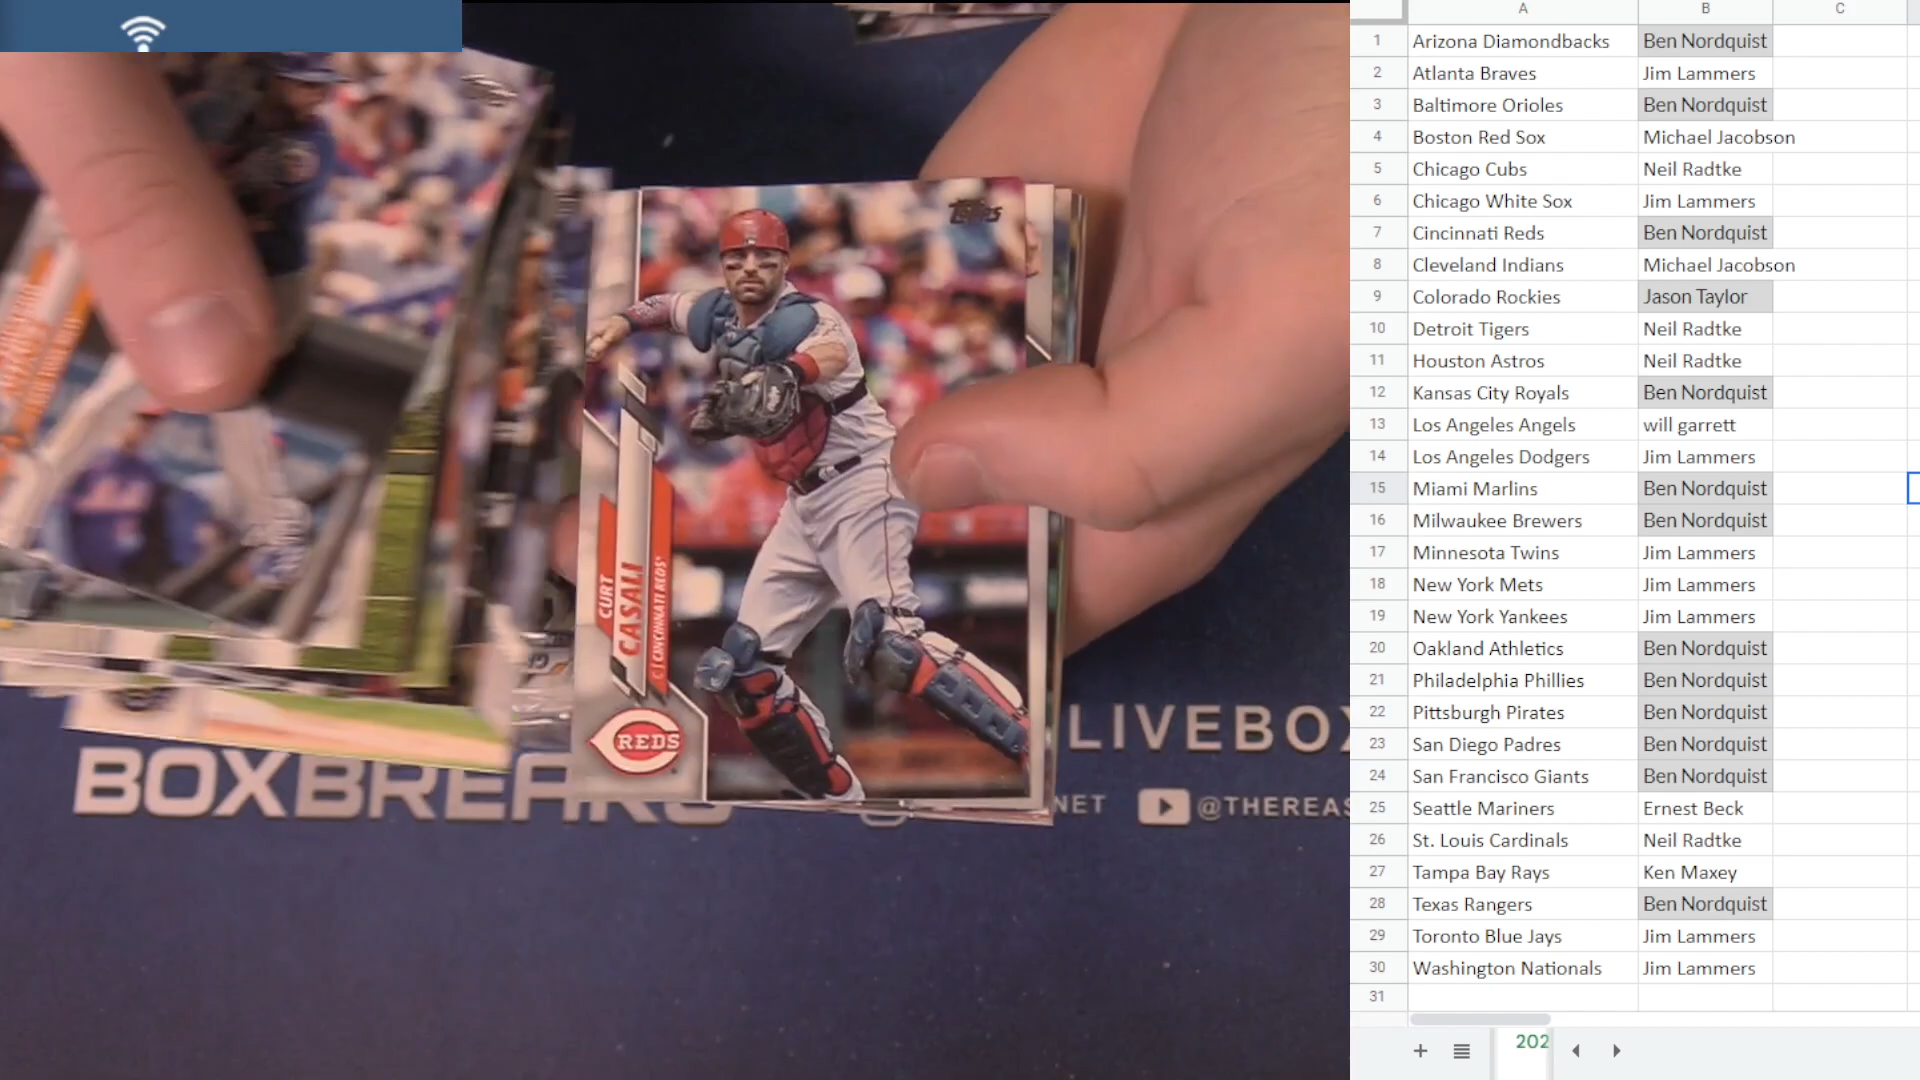 Topps
CURT
CASALI
C | CINCINNATI REDS
REDS
BOXBREAKS
LIVEBOX
NET
@THEREAS
A B C
1 Arizona Diamondbacks Ben Nordquist
2 Atlanta Braves Jim Lammers
3 Baltimore Orioles Ben Nordquist
4 Boston Red Sox Michael Jacobson
5 Chicago Cubs Neil Radtke
6 Chicago White Sox Jim Lammers
7 Cincinnati Reds Ben Nordquist
8 Cleveland Indians Michael Jacobson
9 Colorado Rockies Jason Taylor
10 Detroit Tigers Neil Radtke
11 Houston Astros Neil Radtke
12 Kansas City Royals Ben Nordquist
13 Los Angeles Angels will garrett
14 Los Angeles Dodgers Jim Lammers
15 Miami Marlins Ben Nordquist
16 Milwaukee Brewers Ben Nordquist
17 Minnesota Twins Jim Lammers
18 New York Mets Jim Lammers
19 New York Yankees Jim Lammers
20 Oakland Athletics Ben Nordquist
21 Philadelphia Phillies Ben Nordquist
22 Pittsburgh Pirates Ben Nordquist
23 San Diego Padres Ben Nordquist
24 San Francisco Giants Ben Nordquist
25 Seattle Mariners Ernest Beck
26 St. Louis Cardinals Neil Radtke
27 Tampa Bay Rays Ken Maxey
28 Texas Rangers Ben Nordquist
29 Toronto Blue Jays Jim Lammers
30 Washington Nationals Jim Lammers
31
202